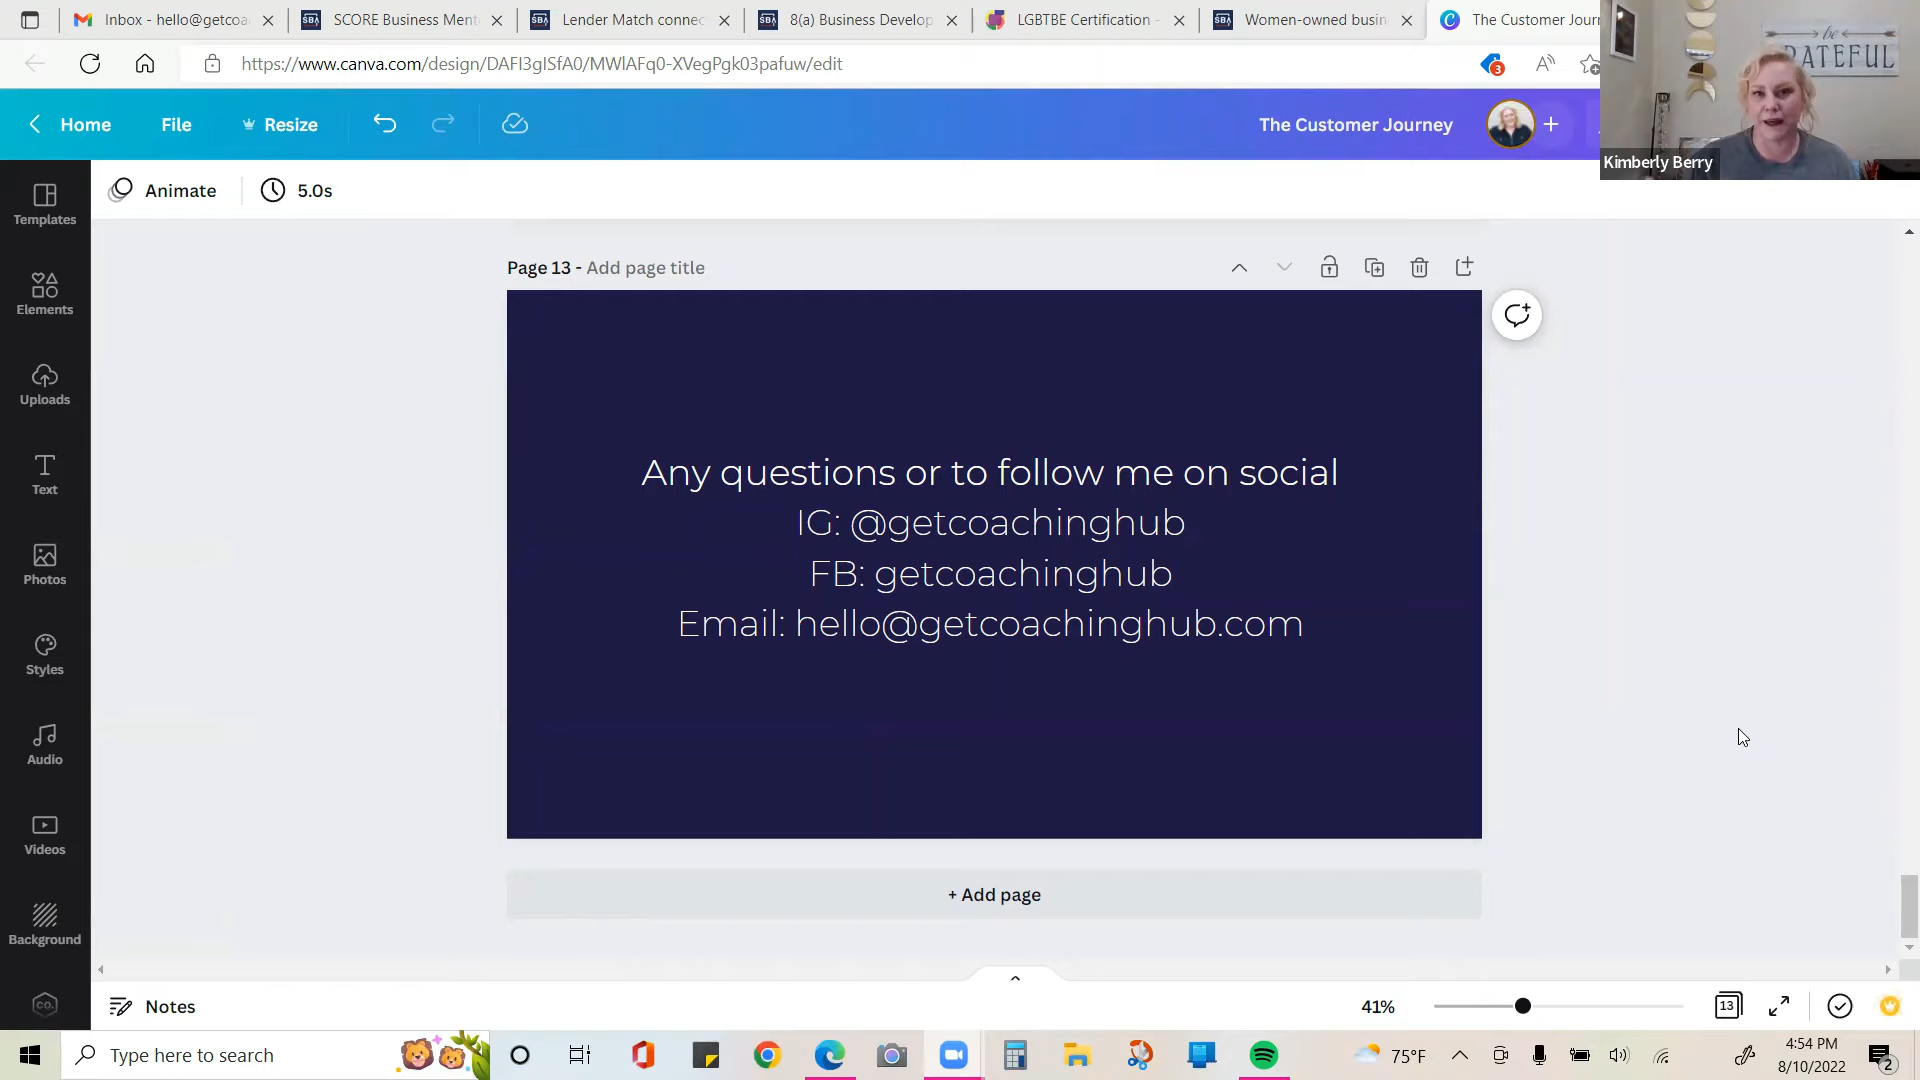 Inbox - hello@getcoa
SCORE Business Ment
Lender Match connec
8(a) Business Develop
LGBTBE Certification -
Women-owned busin
The Customer Jour
https://www.canva.com/design/DAFI3gISfA0/MWlAFq0-XVegPgk03pafuw/edit
3
be
GRATEFUL
Home
File
Resize
The Customer Journey
Kimberly Berry
Animate
5.0s
Templates
Elements
Uploads
Text
Photos
Styles
Audio
Videos
Background
Page 13 - Add page title
Any questions or to follow me on social
IG: @getcoachinghub
FB: getcoachinghub
Email: hello@getcoachinghub.com
+ Add page
Notes
41%
13
Type here to search
75°F
4:54 PM
8/10/2022
2